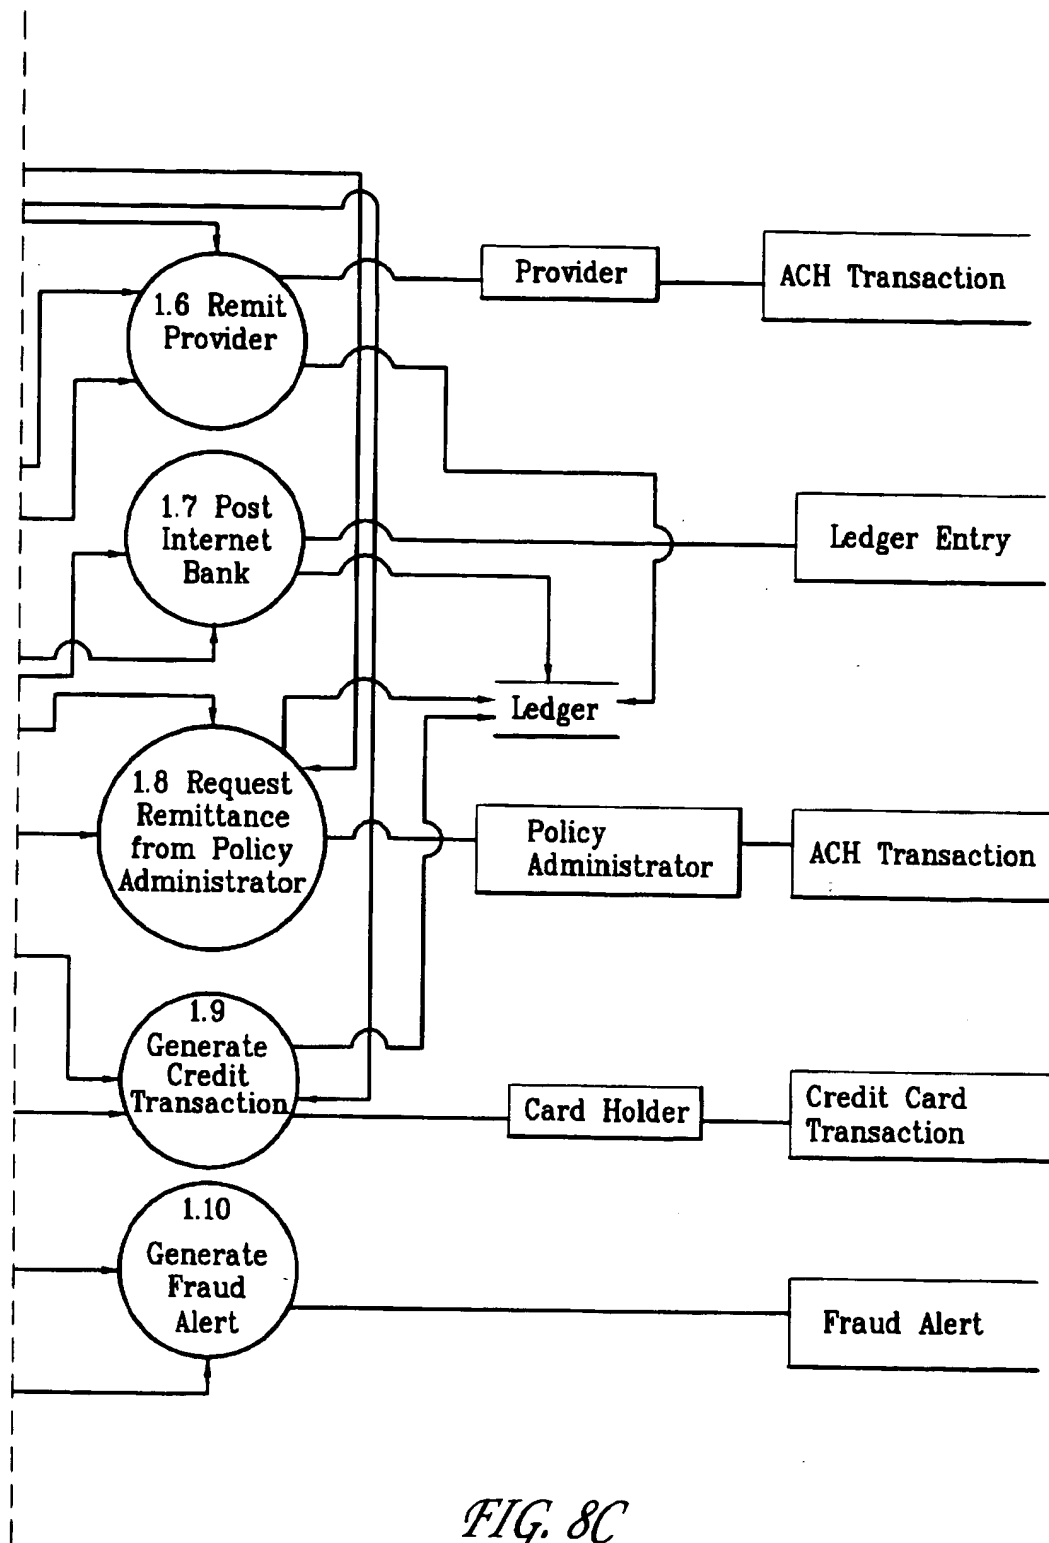 1.6 Remit
Provider
Provider
ACH Transaction
1.7 Post
Internet
Bank
Ledger Entry
Ledger
1.8 Request
Remittance
from Policy
Administrator
Policy
Administrator
ACH Transaction
1.9
Generate
Credit
Transaction
Card Holder
Credit Card
Transaction
1.10
Generate
Fraud
Alert
Fraud Alert
FIG. 8C